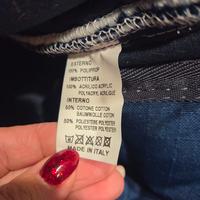 ESTERNO
100% POLIPROP
IMBOTTITURA
100% ACRILICO ACRYLIC
POLYACRYL ACRYLIQUE
INTERNO
50% COTONE COTTON
BAUMWOLLE COTON
50% POLIESTERE POLYESTER
POLYESTER POLYESTER
MADE IN ITALY